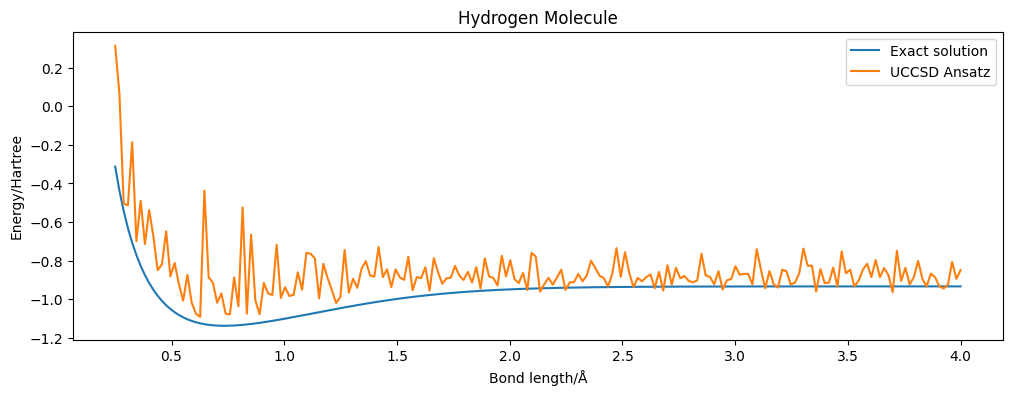 Hydrogen Molecule
Exact solution
UCCSD Ansatz
Energy/Hartree
0.2
0.0
−0.2
−0.4
−0.6
−0.8
−1.0
−1.2
0.5 1.0 1.5 2.0 2.5 3.0 3.5 4.0
Bond length/Å